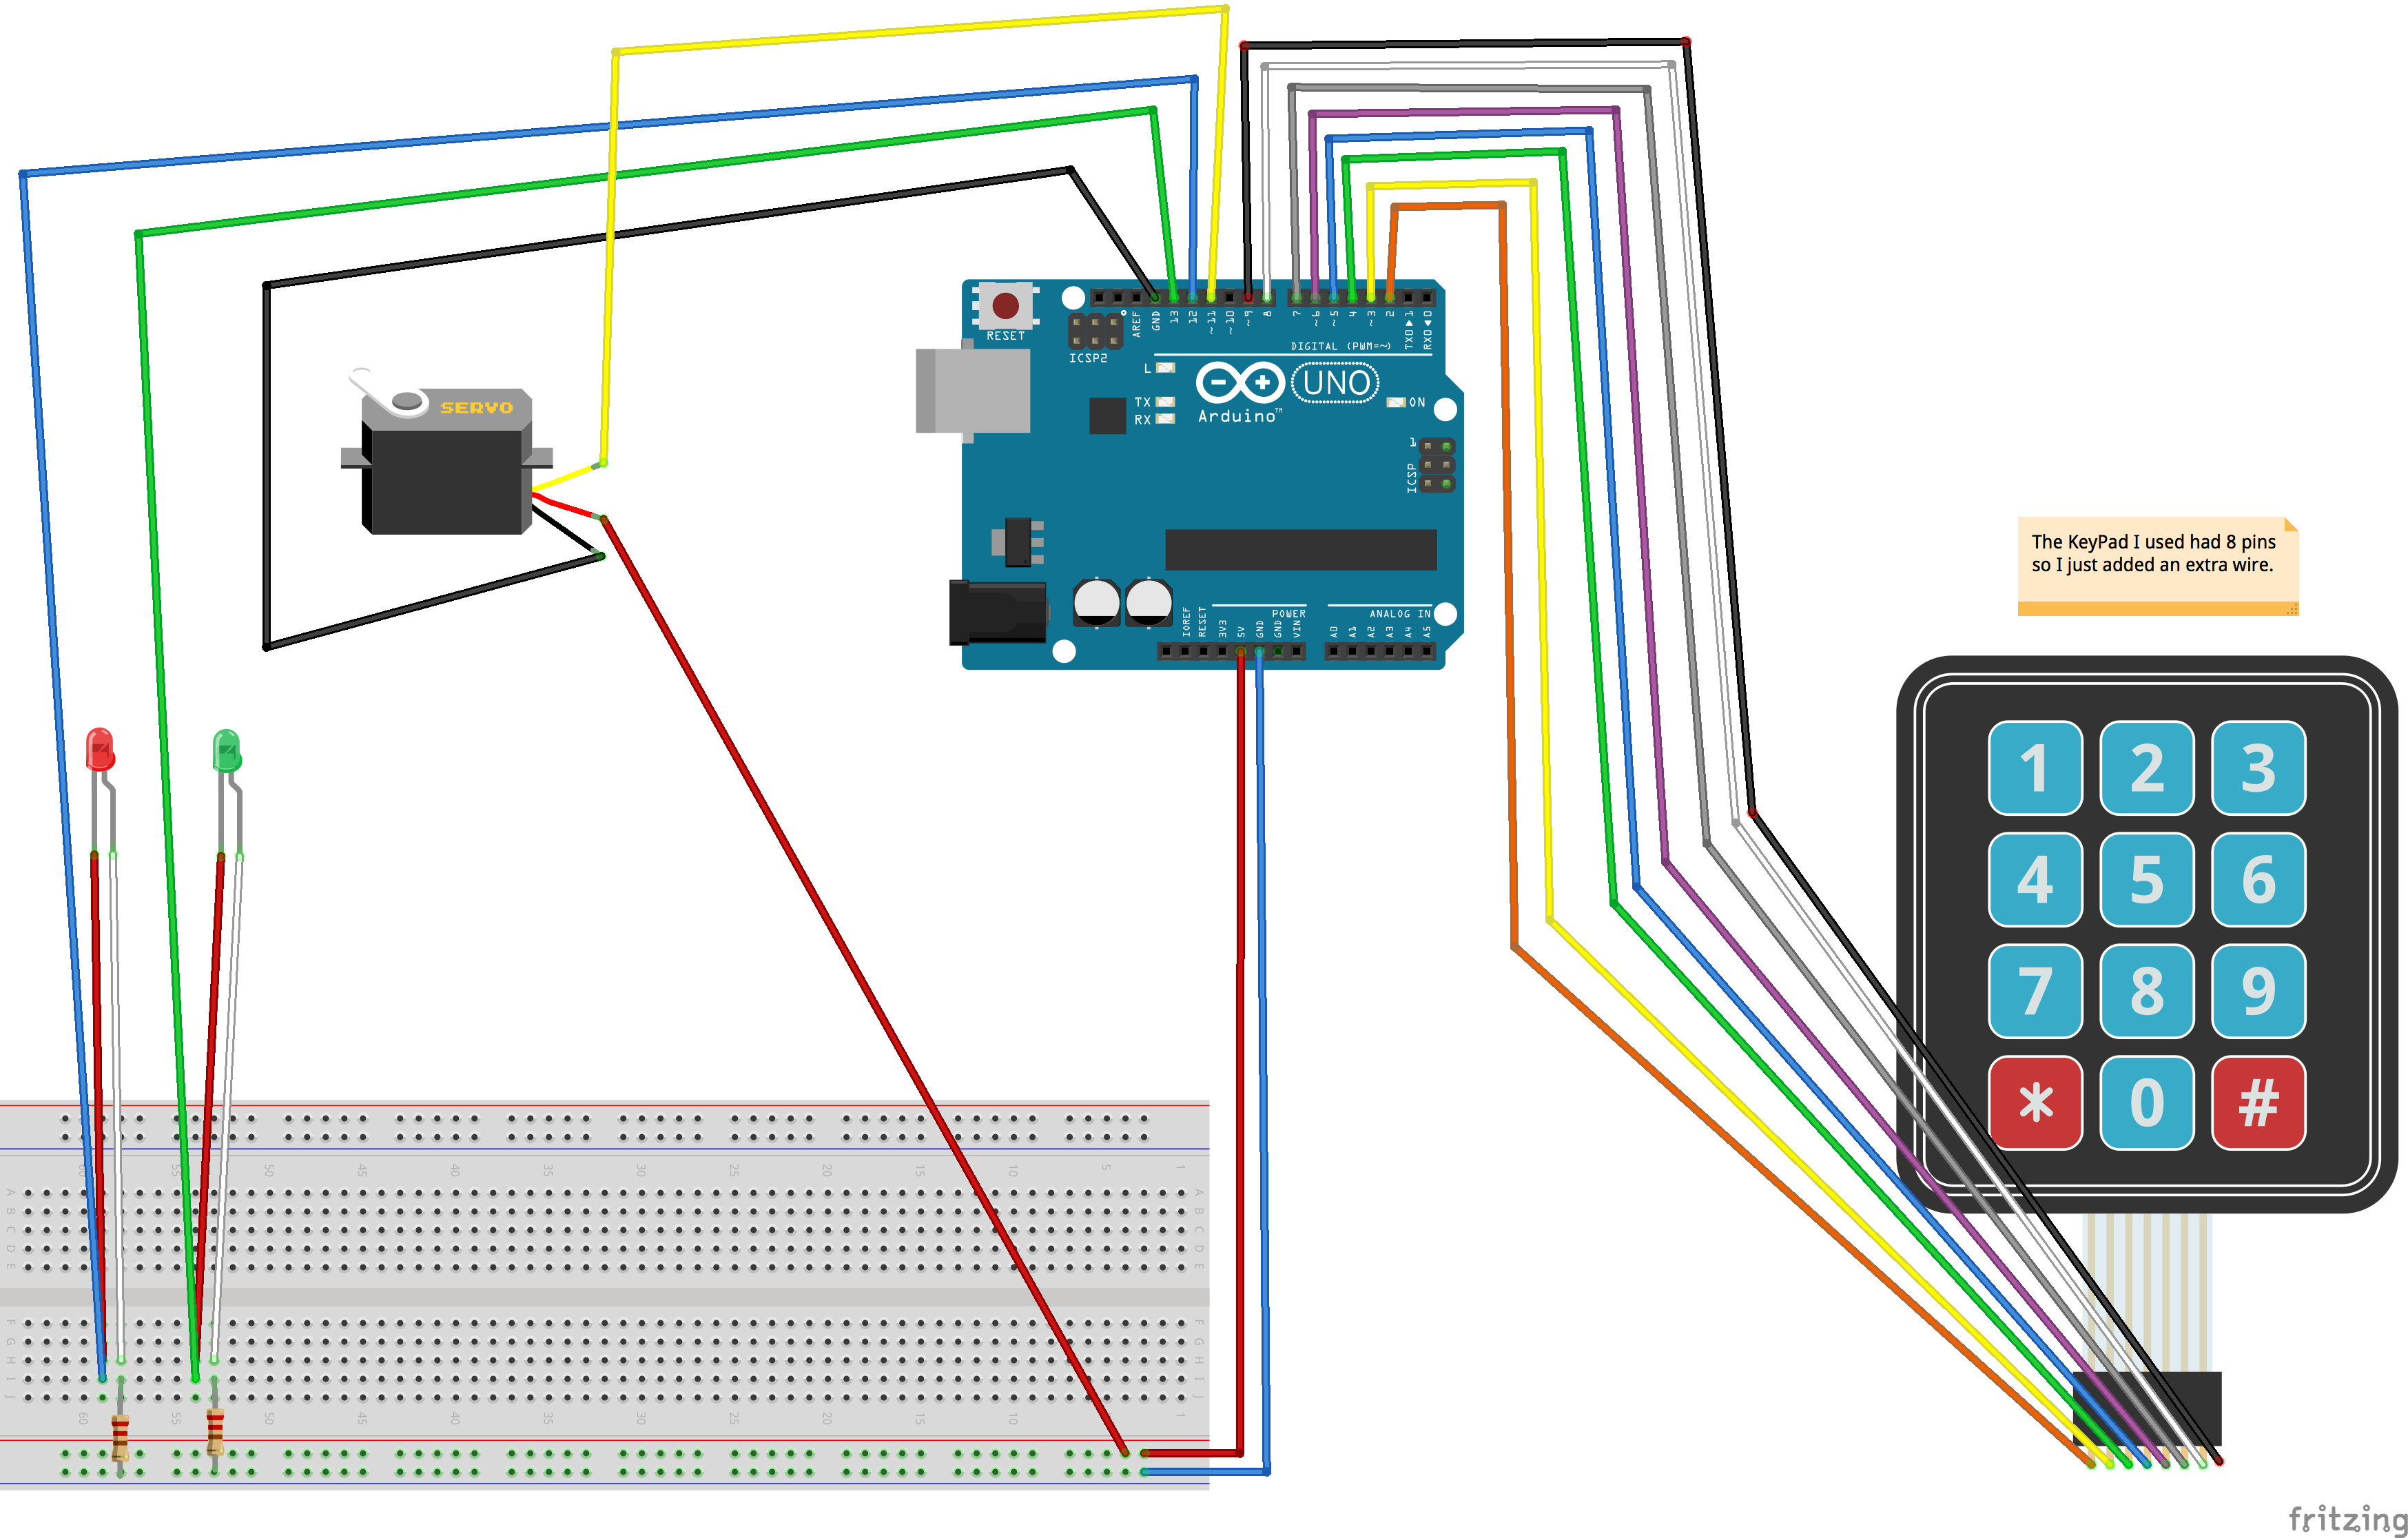 SERVO
RESET
ICSP2
AREF
GND
13
12
~11
~10
~9
8
7
~6
~5
4
~3
2
TX0▶1
RX0◀0
DIGITAL (PWM=~)
L
TX
RX
UNO
Arduino™
ON
1
ICSP
IOREF
RESET
3V3
5V
GND
GND
VIN
POWER
A0
A1
A2
A3
A4
A5
ANALOG IN
The KeyPad I used had 8 pins
so I just added an extra wire.
1 2 3
4 5 6
7 8 9
* 0 #
60 55 50 45 40 35 30 25 20 15 10 5 1
A A
B B
C C
D D
E E
F F
G G
H H
I I
J J
60 55 50 45 40 35 30 25 20 15 10 5 1
fritzing